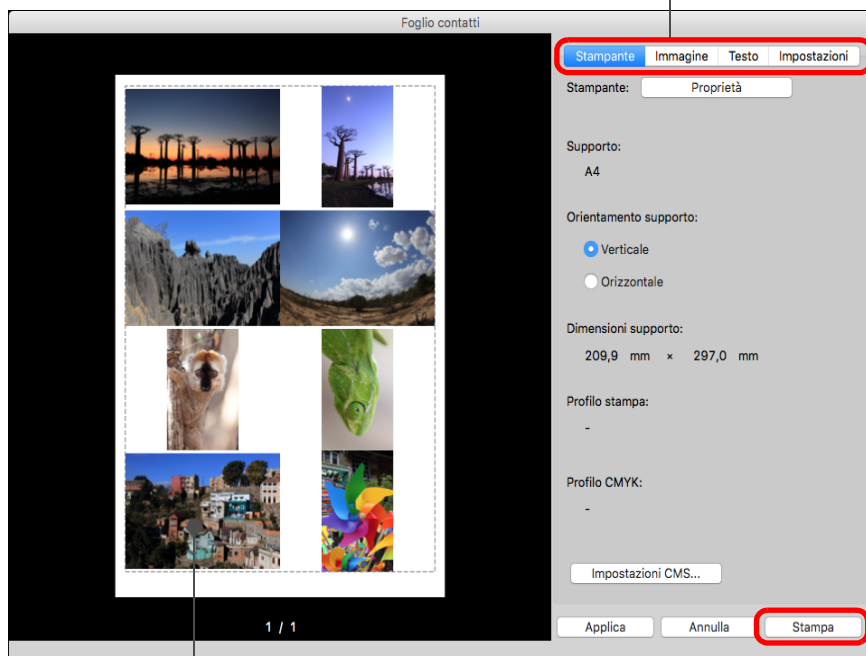 Foglio contatti
Stampante Immagine Testo Impostazioni
Stampante: Proprietà
Supporto:
A4
Orientamento supporto:
Verticale
Orizzontale
Dimensioni supporto:
209,9 mm × 297,0 mm
Profilo stampa:
-
Profilo CMYK:
-
Impostazioni CMS...
1 / 1
Applica Annulla Stampa